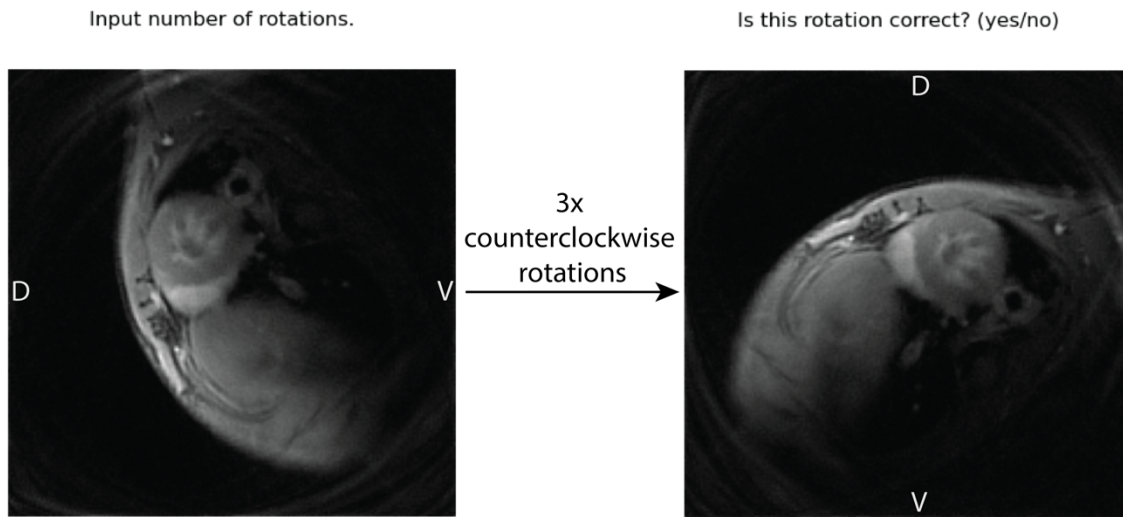 Input number of rotations.
Is this rotation correct? (yes/no)
D
V
3x
counterclockwise
rotations
D
V